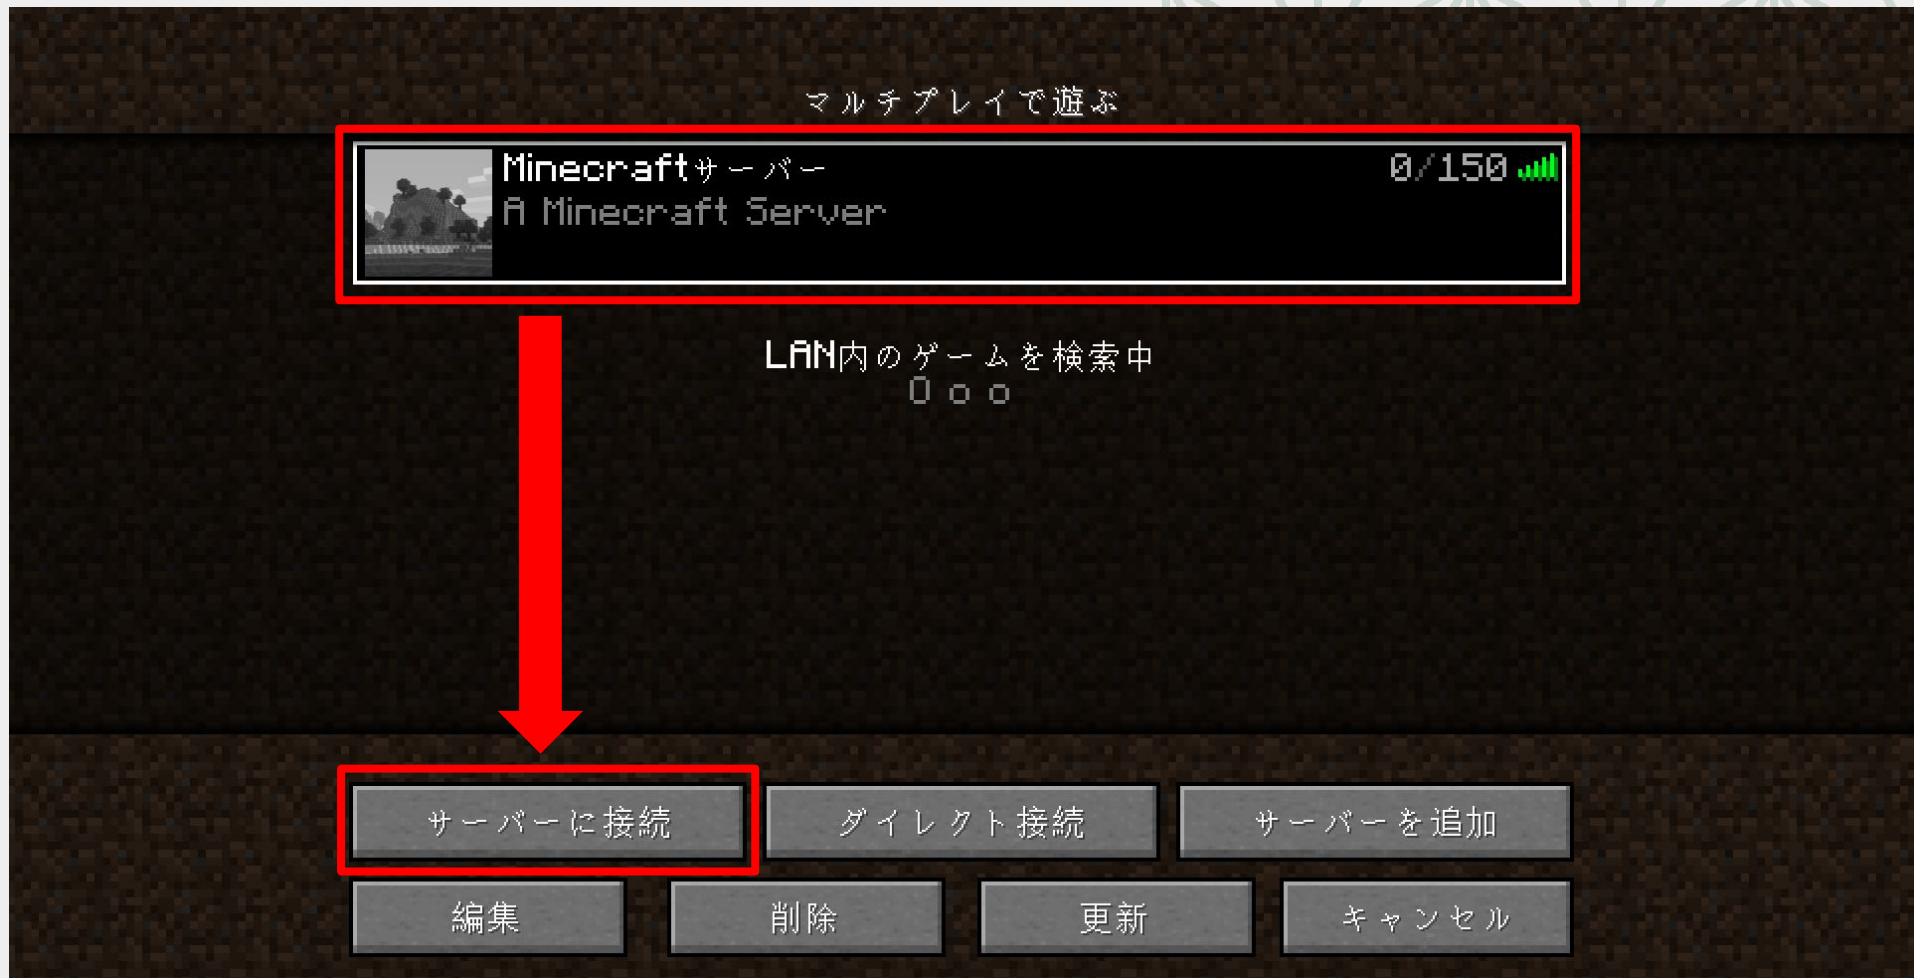 マルチプレイで遊ぶ
Minecraftサーバー 0/150
A Minecraft Server
LAN内のゲームを検索中
O o o
サーバーに接続 ダイレクト接続 サーバーを追加
編集 削除 更新 キャンセル